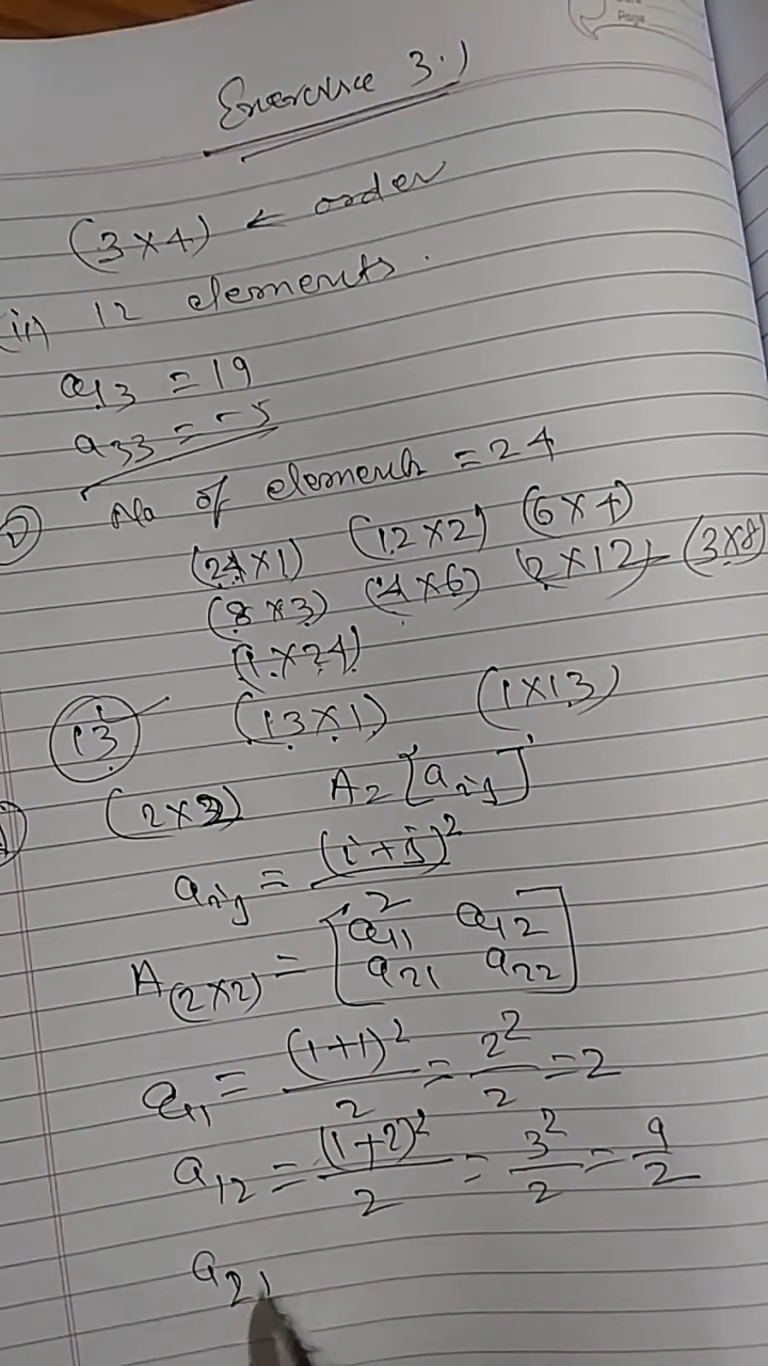 Page
Exercise 3.1
(3×4) ← order
(ii) 12 elements.
a13 = 19
a33 = -5
No of elements = 24
(24×1) (12×2) (6×4)
(8×3) (4×6) (2×12) (3×8)
(1×24)
13 (13×1) (1×13)
(2×2) A = [aij]
aij = (i+j)²/2
A(2×2) = [a11 a12
a21 a22]
a11 = (1+1)²/2 = 2²/2 = 2
a12 = (1+2)²/2 = 3²/2 = 9/2
a21